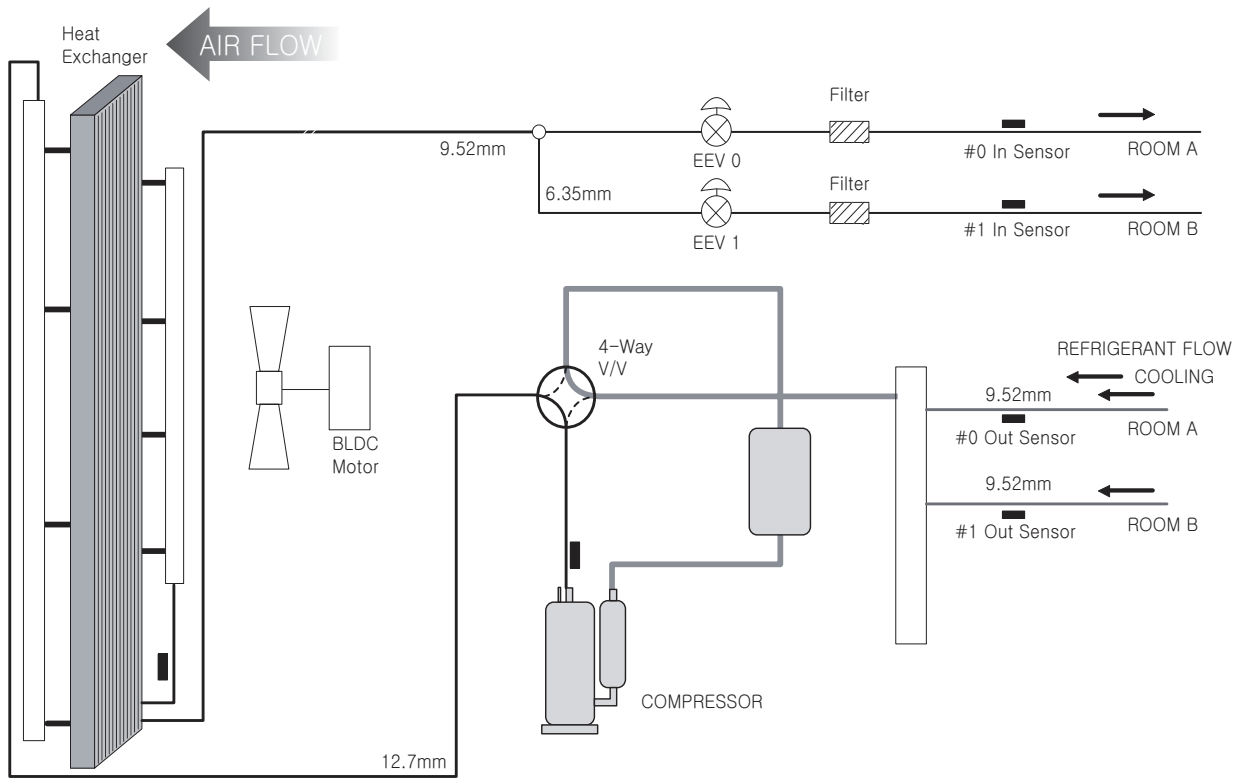 Heat
Exchanger
AIR FLOW
9.52mm
6.35mm
EEV 0
Filter
#0 In Sensor
ROOM A
EEV 1
Filter
#1 In Sensor
ROOM B
4-Way
V/V
BLDC
Motor
REFRIGERANT FLOW
COOLING
9.52mm
#0 Out Sensor
ROOM A
9.52mm
#1 Out Sensor
ROOM B
COMPRESSOR
12.7mm